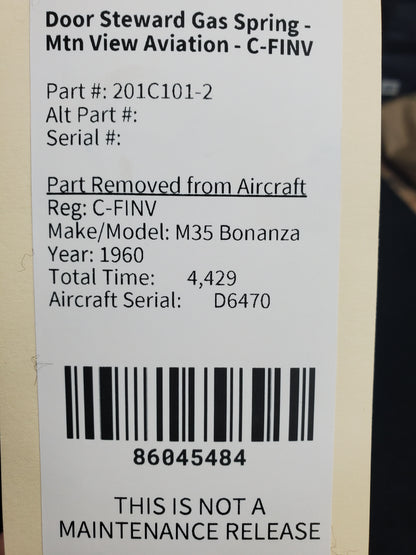 Door Steward Gas Spring -
Mtn View Aviation - C-FINV
Part #: 201C101-2
Alt Part #:
Serial #:
Part Removed from Aircraft
Reg: C-FINV
Make/Model: M35 Bonanza
Year: 1960
Total Time: 4,429
Aircraft Serial: D6470
86045484
THIS IS NOT A
MAINTENANCE RELEASE